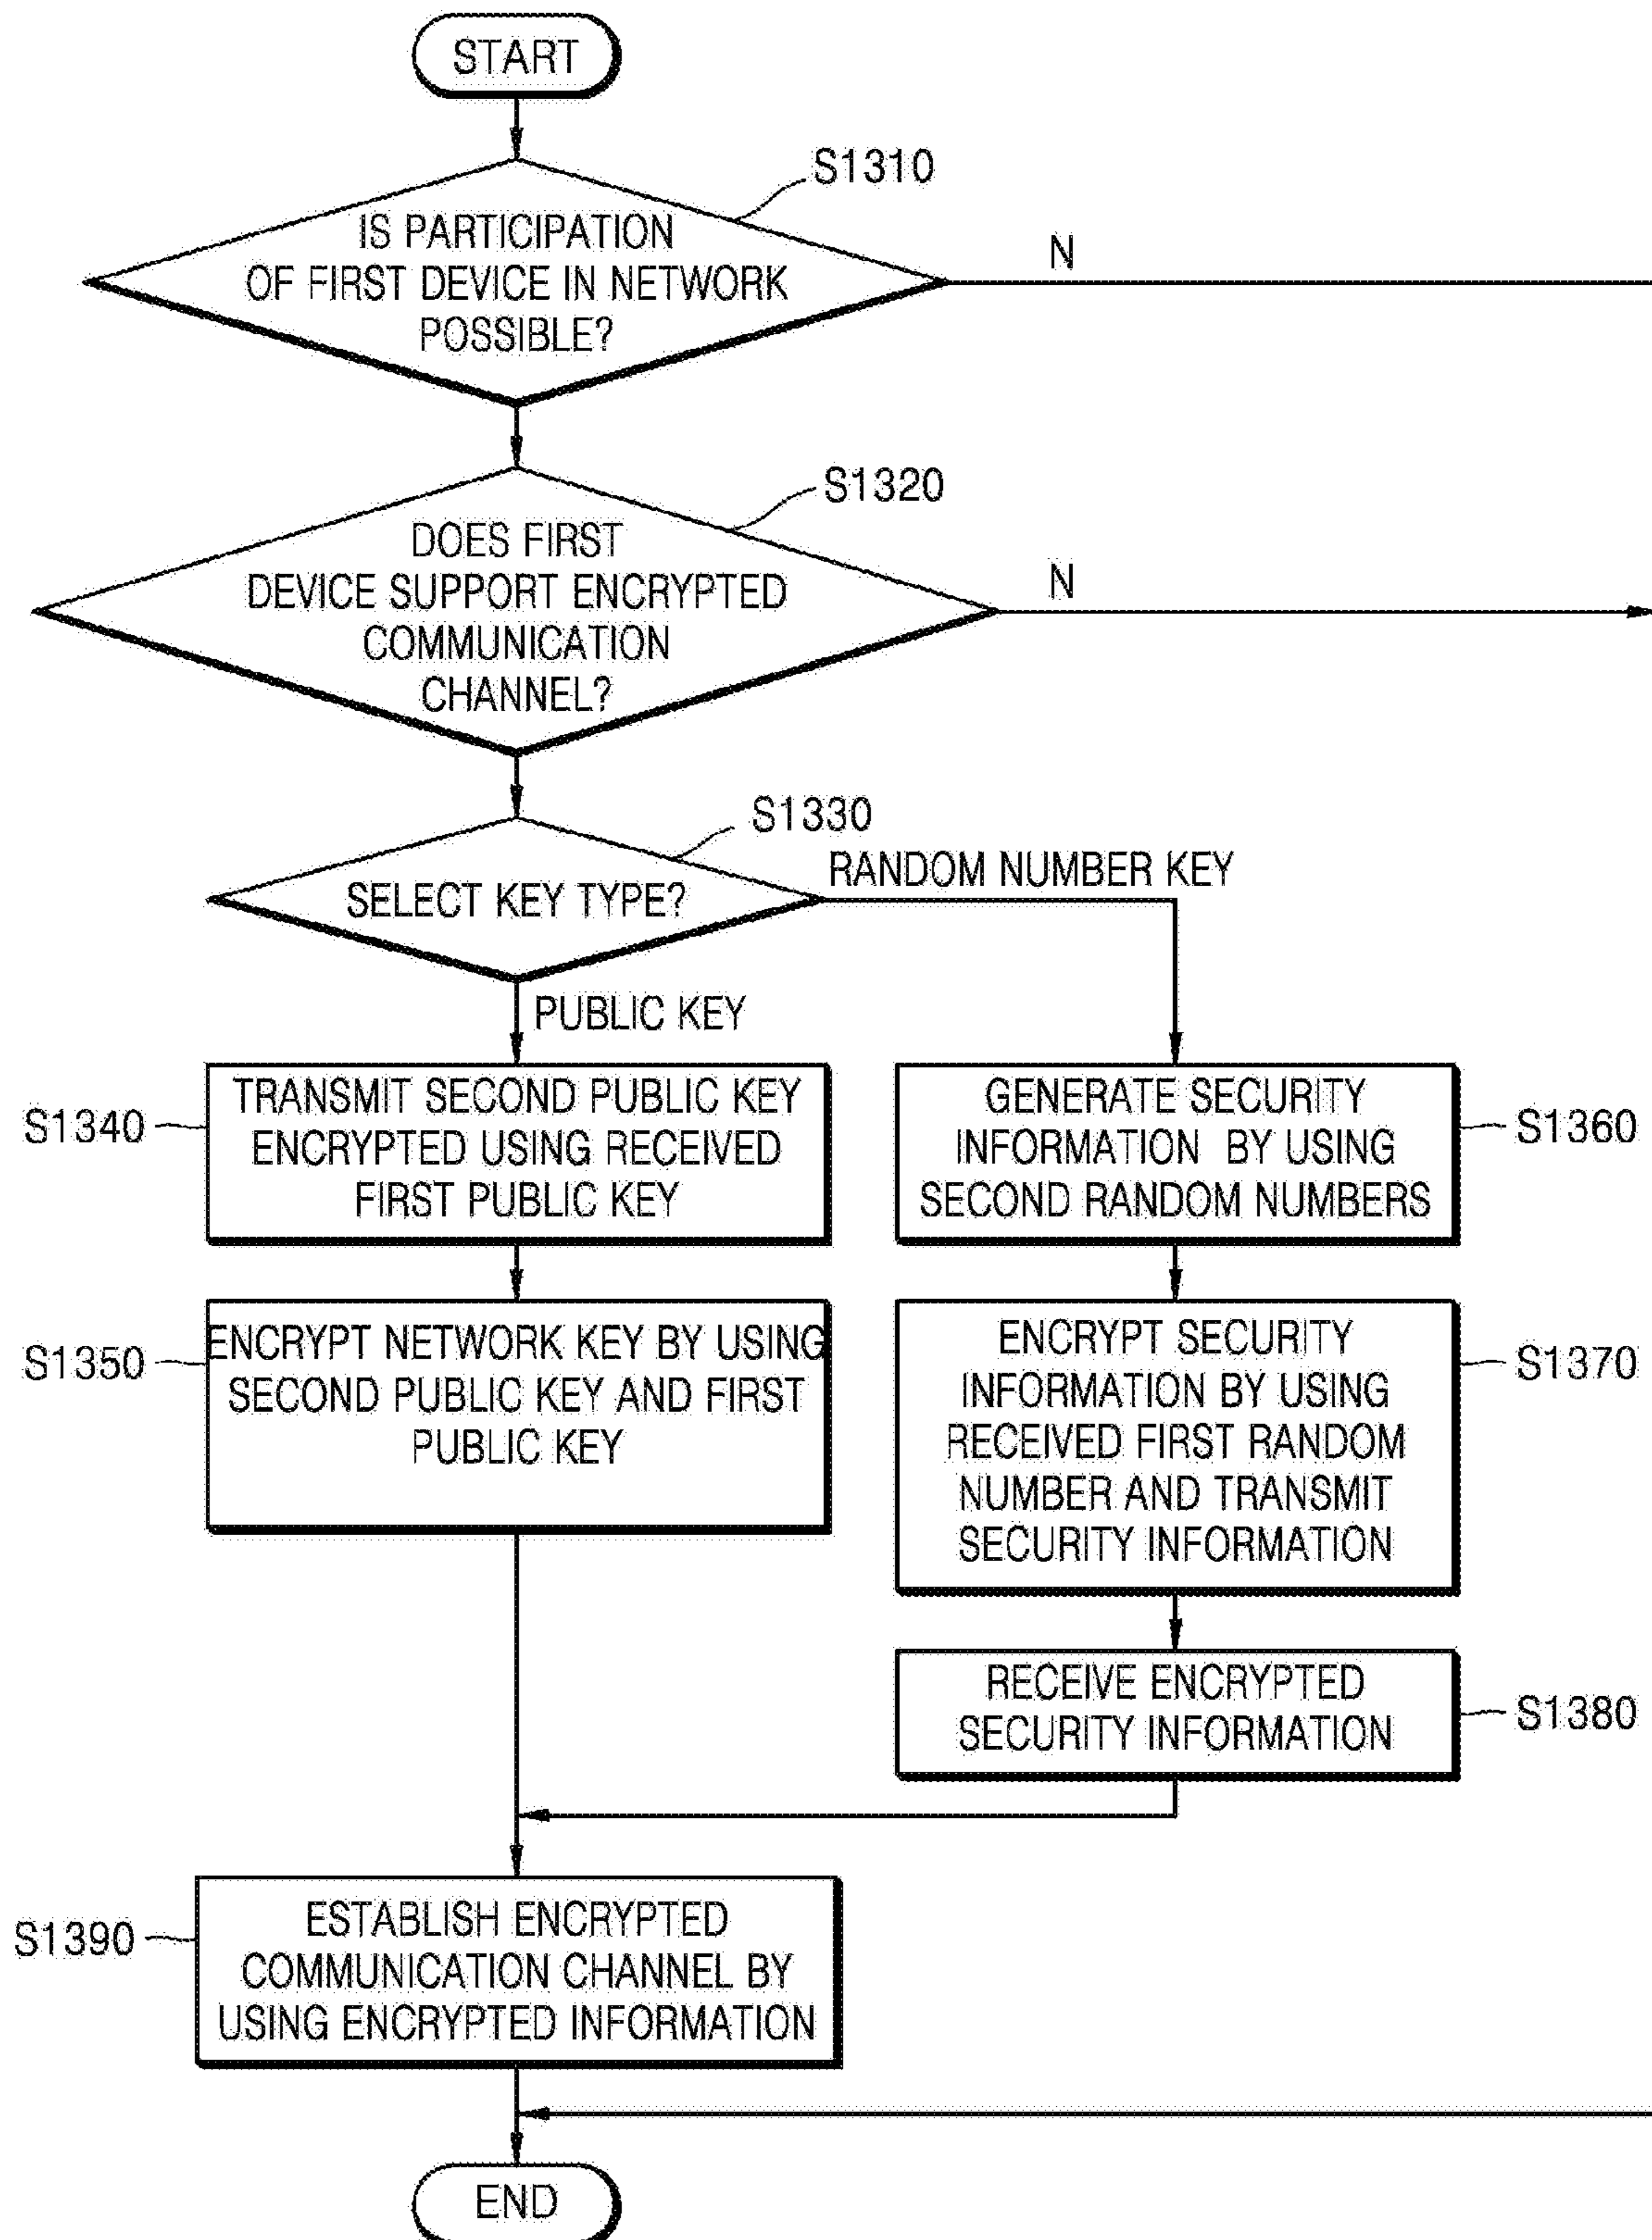 START
S1310
IS PARTICIPATION
OF FIRST DEVICE IN NETWORK
POSSIBLE?
N
S1320
DOES FIRST
DEVICE SUPPORT ENCRYPTED
COMMUNICATION
CHANNEL?
N
S1330
SELECT KEY TYPE?
RANDOM NUMBER KEY
PUBLIC KEY
S1340
TRANSMIT SECOND PUBLIC KEY
ENCRYPTED USING RECEIVED
FIRST PUBLIC KEY
GENERATE SECURITY
INFORMATION BY USING
SECOND RANDOM NUMBERS
S1360
S1350
ENCRYPT NETWORK KEY BY USING
SECOND PUBLIC KEY AND FIRST
PUBLIC KEY
ENCRYPT SECURITY
INFORMATION BY USING
RECEIVED FIRST RANDOM
NUMBER AND TRANSMIT
SECURITY INFORMATION
S1370
RECEIVE ENCRYPTED
SECURITY INFORMATION
S1380
S1390
ESTABLISH ENCRYPTED
COMMUNICATION CHANNEL BY
USING ENCRYPTED INFORMATION
END